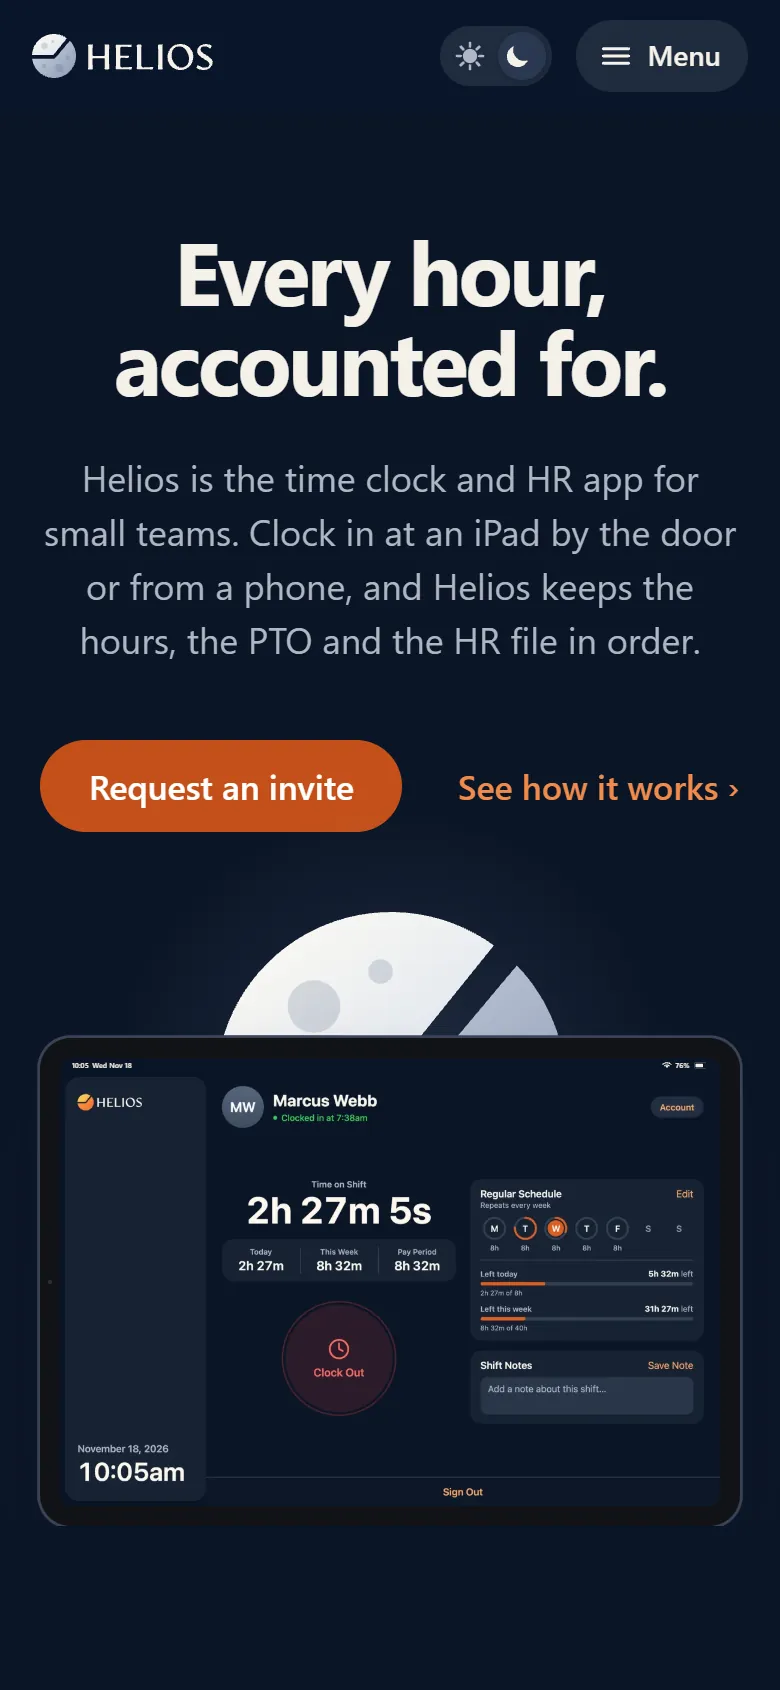 HELIOS
Menu
Every hour,
accounted for.
Helios is the time clock and HR app for
small teams. Clock in at an iPad by the door
or from a phone, and Helios keeps the
hours, the PTO and the HR file in order.
Request an invite
See how it works ›
10:05 Wed Nov 18
76%
HELIOS
MW
Marcus Webb
• Clocked in at 7:38am
Account
Time on Shift
2h 27m 5s
Today
2h 27m
This Week
8h 32m
Pay Period
8h 32m
Regular Schedule
Edit
Repeats every week
M T W T F S S
8h 8h 8h 8h 8h
Left today
5h 32m left
2h 27m of 8h
Left this week
31h 27m left
8h 32m of 40h
Clock Out
Shift Notes
Save Note
Add a note about this shift...
November 18, 2026
10:05am
Sign Out